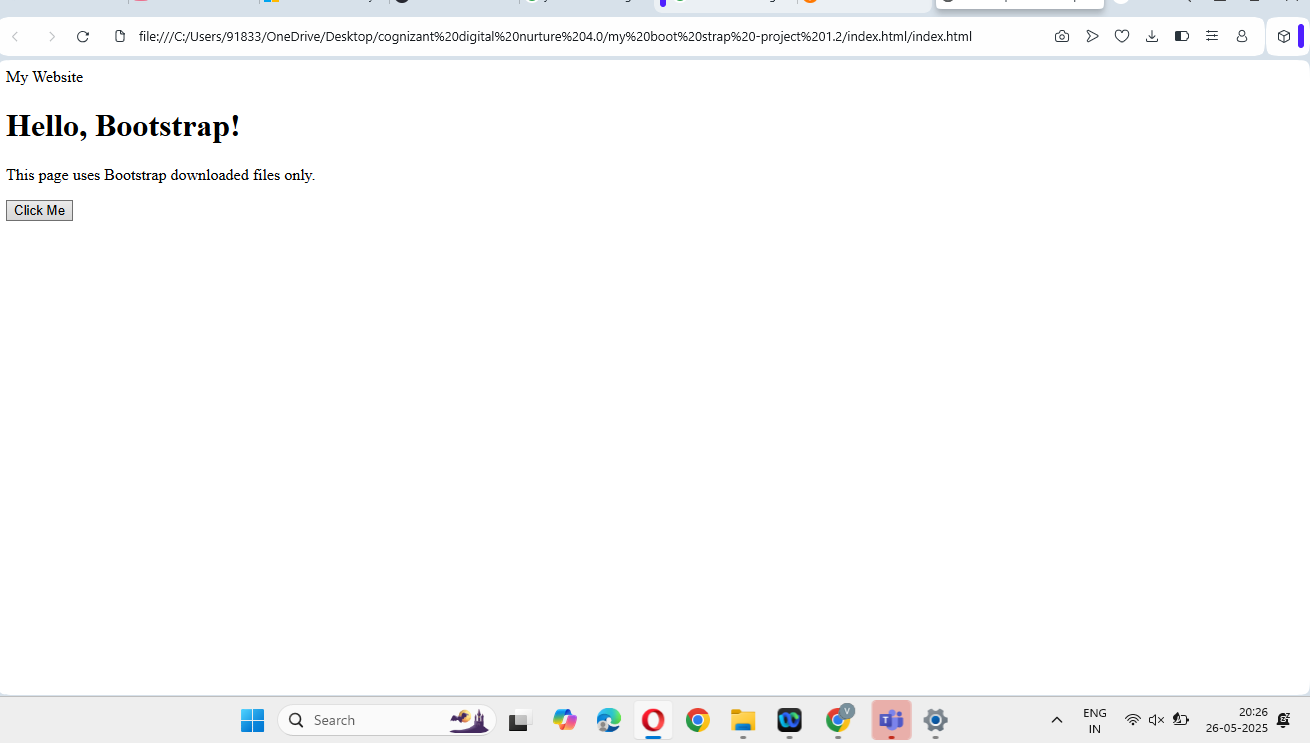 file:///C:/Users/91833/OneDrive/Desktop/cognizant%20digital%20nurture%204.0/my%20boot%20strap%20-project%201.2/index.html/index.html
My Website
Hello, Bootstrap!
This page uses Bootstrap downloaded files only.
Click Me
Search
V
ENG
IN
20:26
26-05-2025